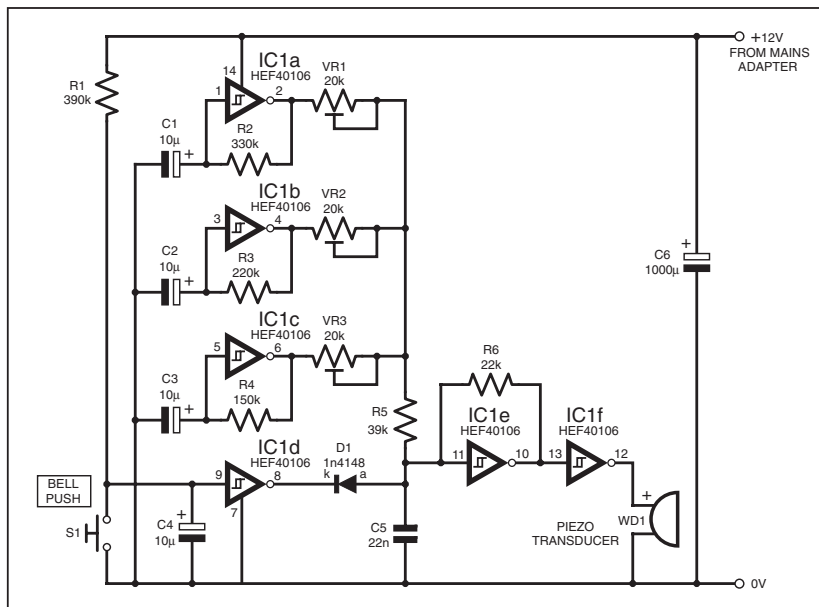 +12V
FROM MAINS
ADAPTER
R1
390k
IC1a
HEF40106
14
1
2
VR1
20k
C1
10µ
+
R2
330k
IC1b
HEF40106
3
4
VR2
20k
C2
10µ
+
R3
220k
IC1c
HEF40106
5
6
VR3
20k
C3
10µ
+
R4
150k
C6
1000µ
+
R5
39k
R6
22k
IC1e
HEF40106
11
10
IC1f
HEF40106
13
12
IC1d
HEF40106
9
8
7
D1
1n4148
k
a
BELL
PUSH
S1
C4
10µ
+
C5
22n
PIEZO
TRANSDUCER
WD1
+
0V